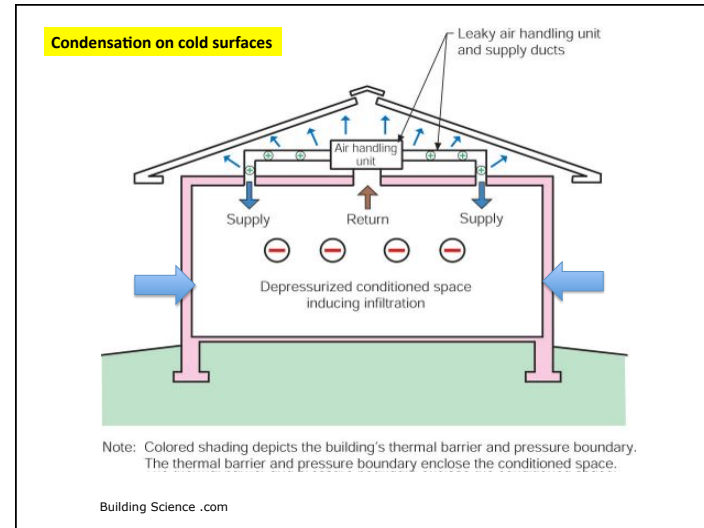 Condensation on cold surfaces
Leaky air handling unit
and supply ducts
Air handling
unit
Supply
Return
Supply
Depressurized conditioned space
inducing infiltration
Note: Colored shading depicts the building's thermal barrier and pressure boundary.
The thermal barrier and pressure boundary enclose the conditioned space.
Building Science .com